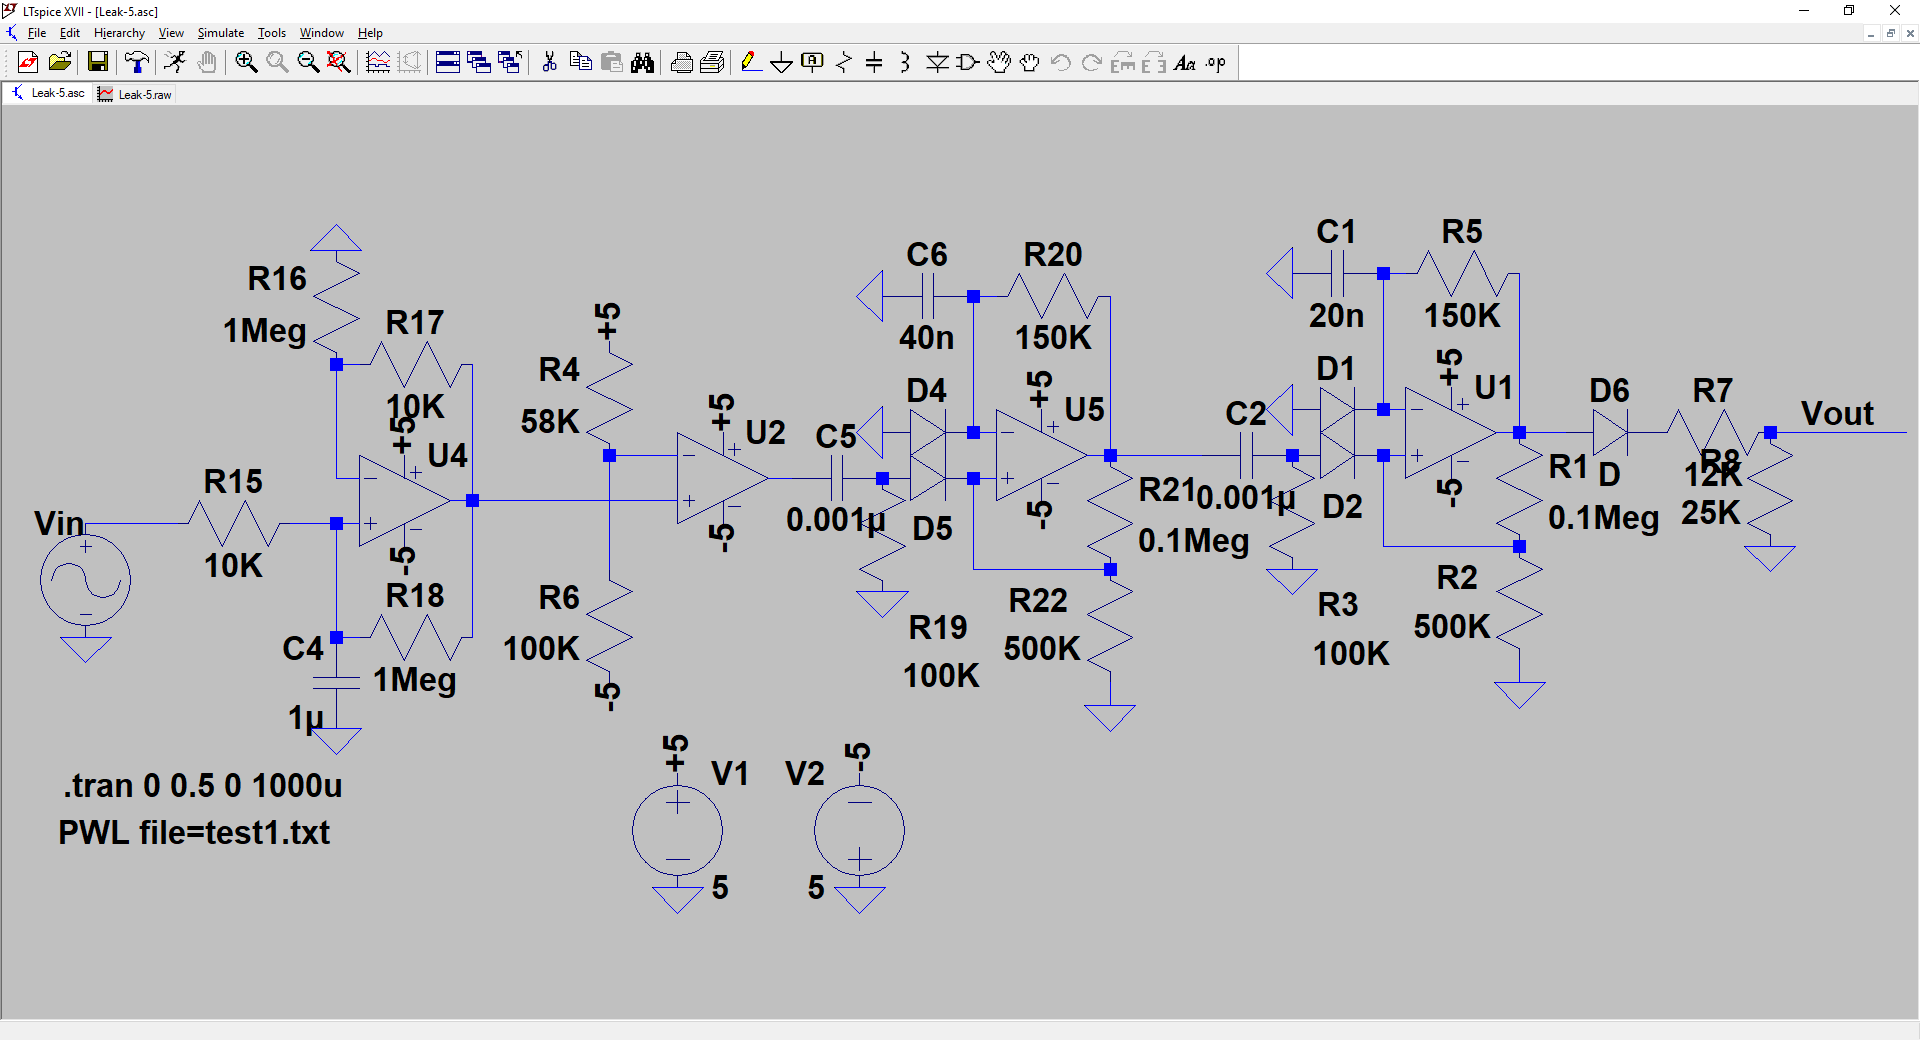 LTspice XVII - [Leak-5.asc]
File Edit Hierarchy View Simulate Tools Window Help
.op
Leak-5.asc Leak-5.raw
C1 R5
20n 150K
C6 R20
40n 150K
R16
1Meg
R17
10K
+5
-5
U4
R15
10K
Vin
R18
1Meg
C4
1µ
+5
R4
58K
R6
100K
-5
+5
-5
U2
C5
0.001µ
D4
D5
+5
-5
U5
R19
100K
R21
0.1Meg
R22
500K
C2
0.001µ
D1
D2
+5
-5
U1
R3
100K
R1
0.1Meg
R2
500K
D6
D
R7
12K
R8
25K
Vout
+5
V1
5
-5
V2
5
.tran 0 0.5 0 1000u
PWL file=test1.txt